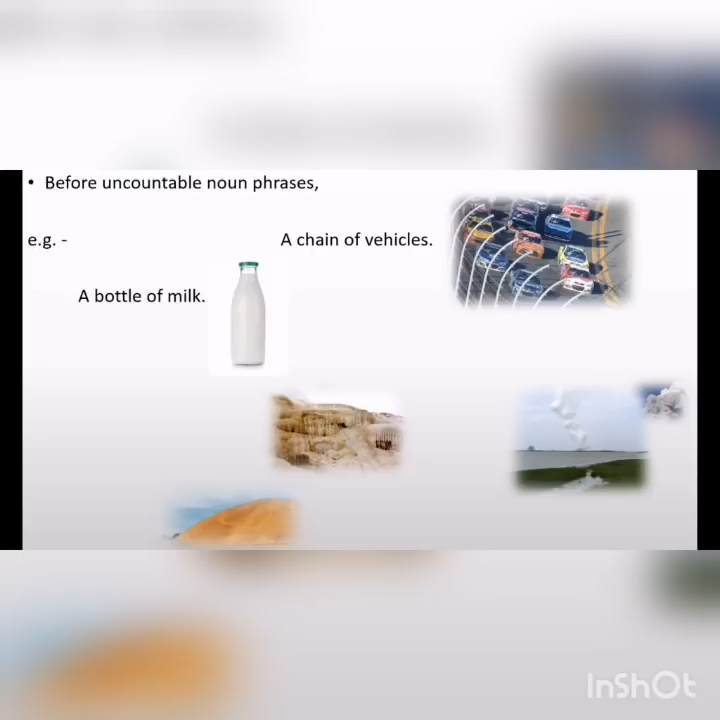 • Before uncountable noun phrases,
e.g. -
A chain of vehicles.
A bottle of milk.
InShOt